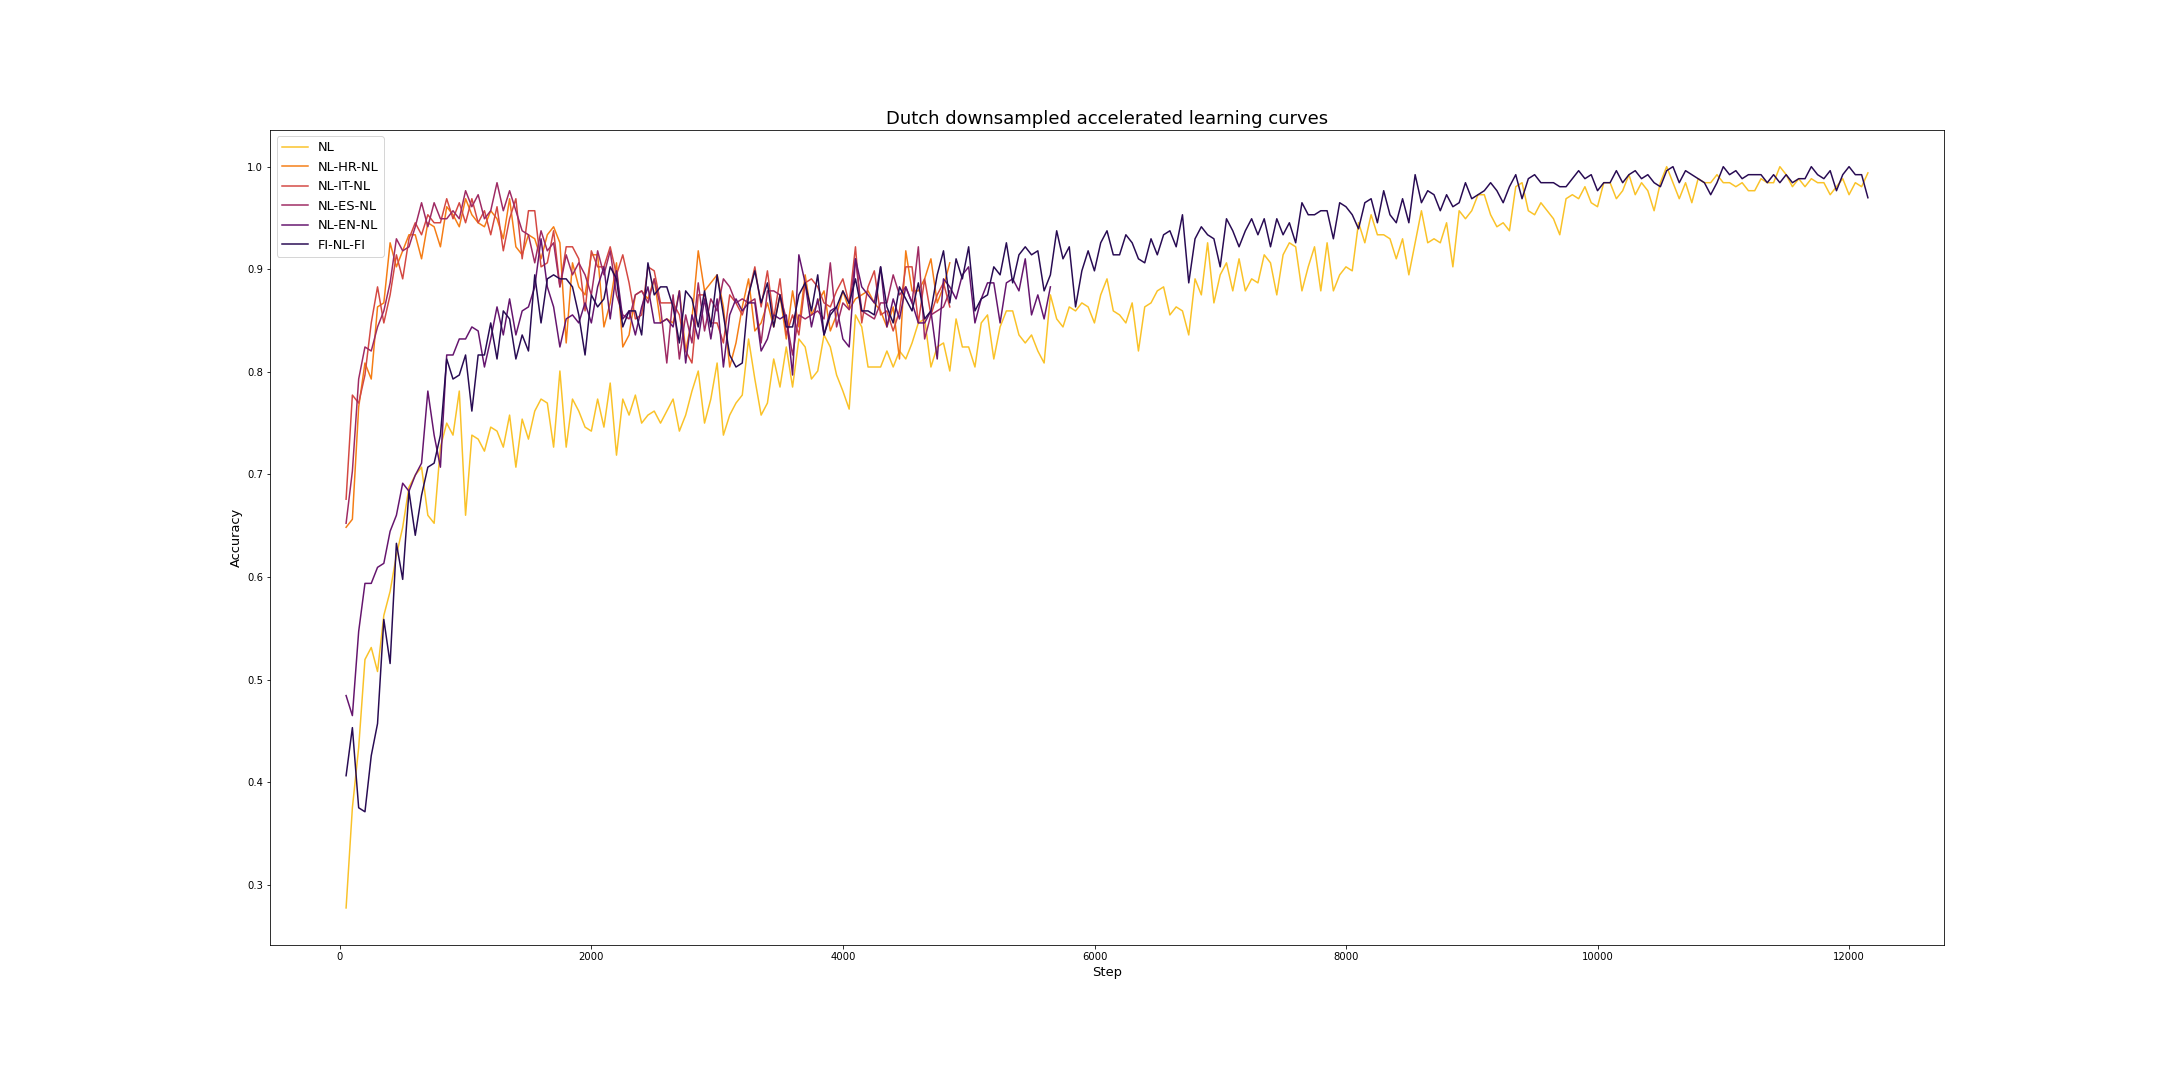 Dutch downsampled accelerated learning curves
NL
NL-HR-NL
NL-IT-NL
NL-ES-NL
NL-EN-NL
FI-NL-FI
1.0
0.9
0.8
0.7
0.6
0.5
0.4
0.3
Accuracy
0 2000 4000 6000 8000 10000 12000
Step